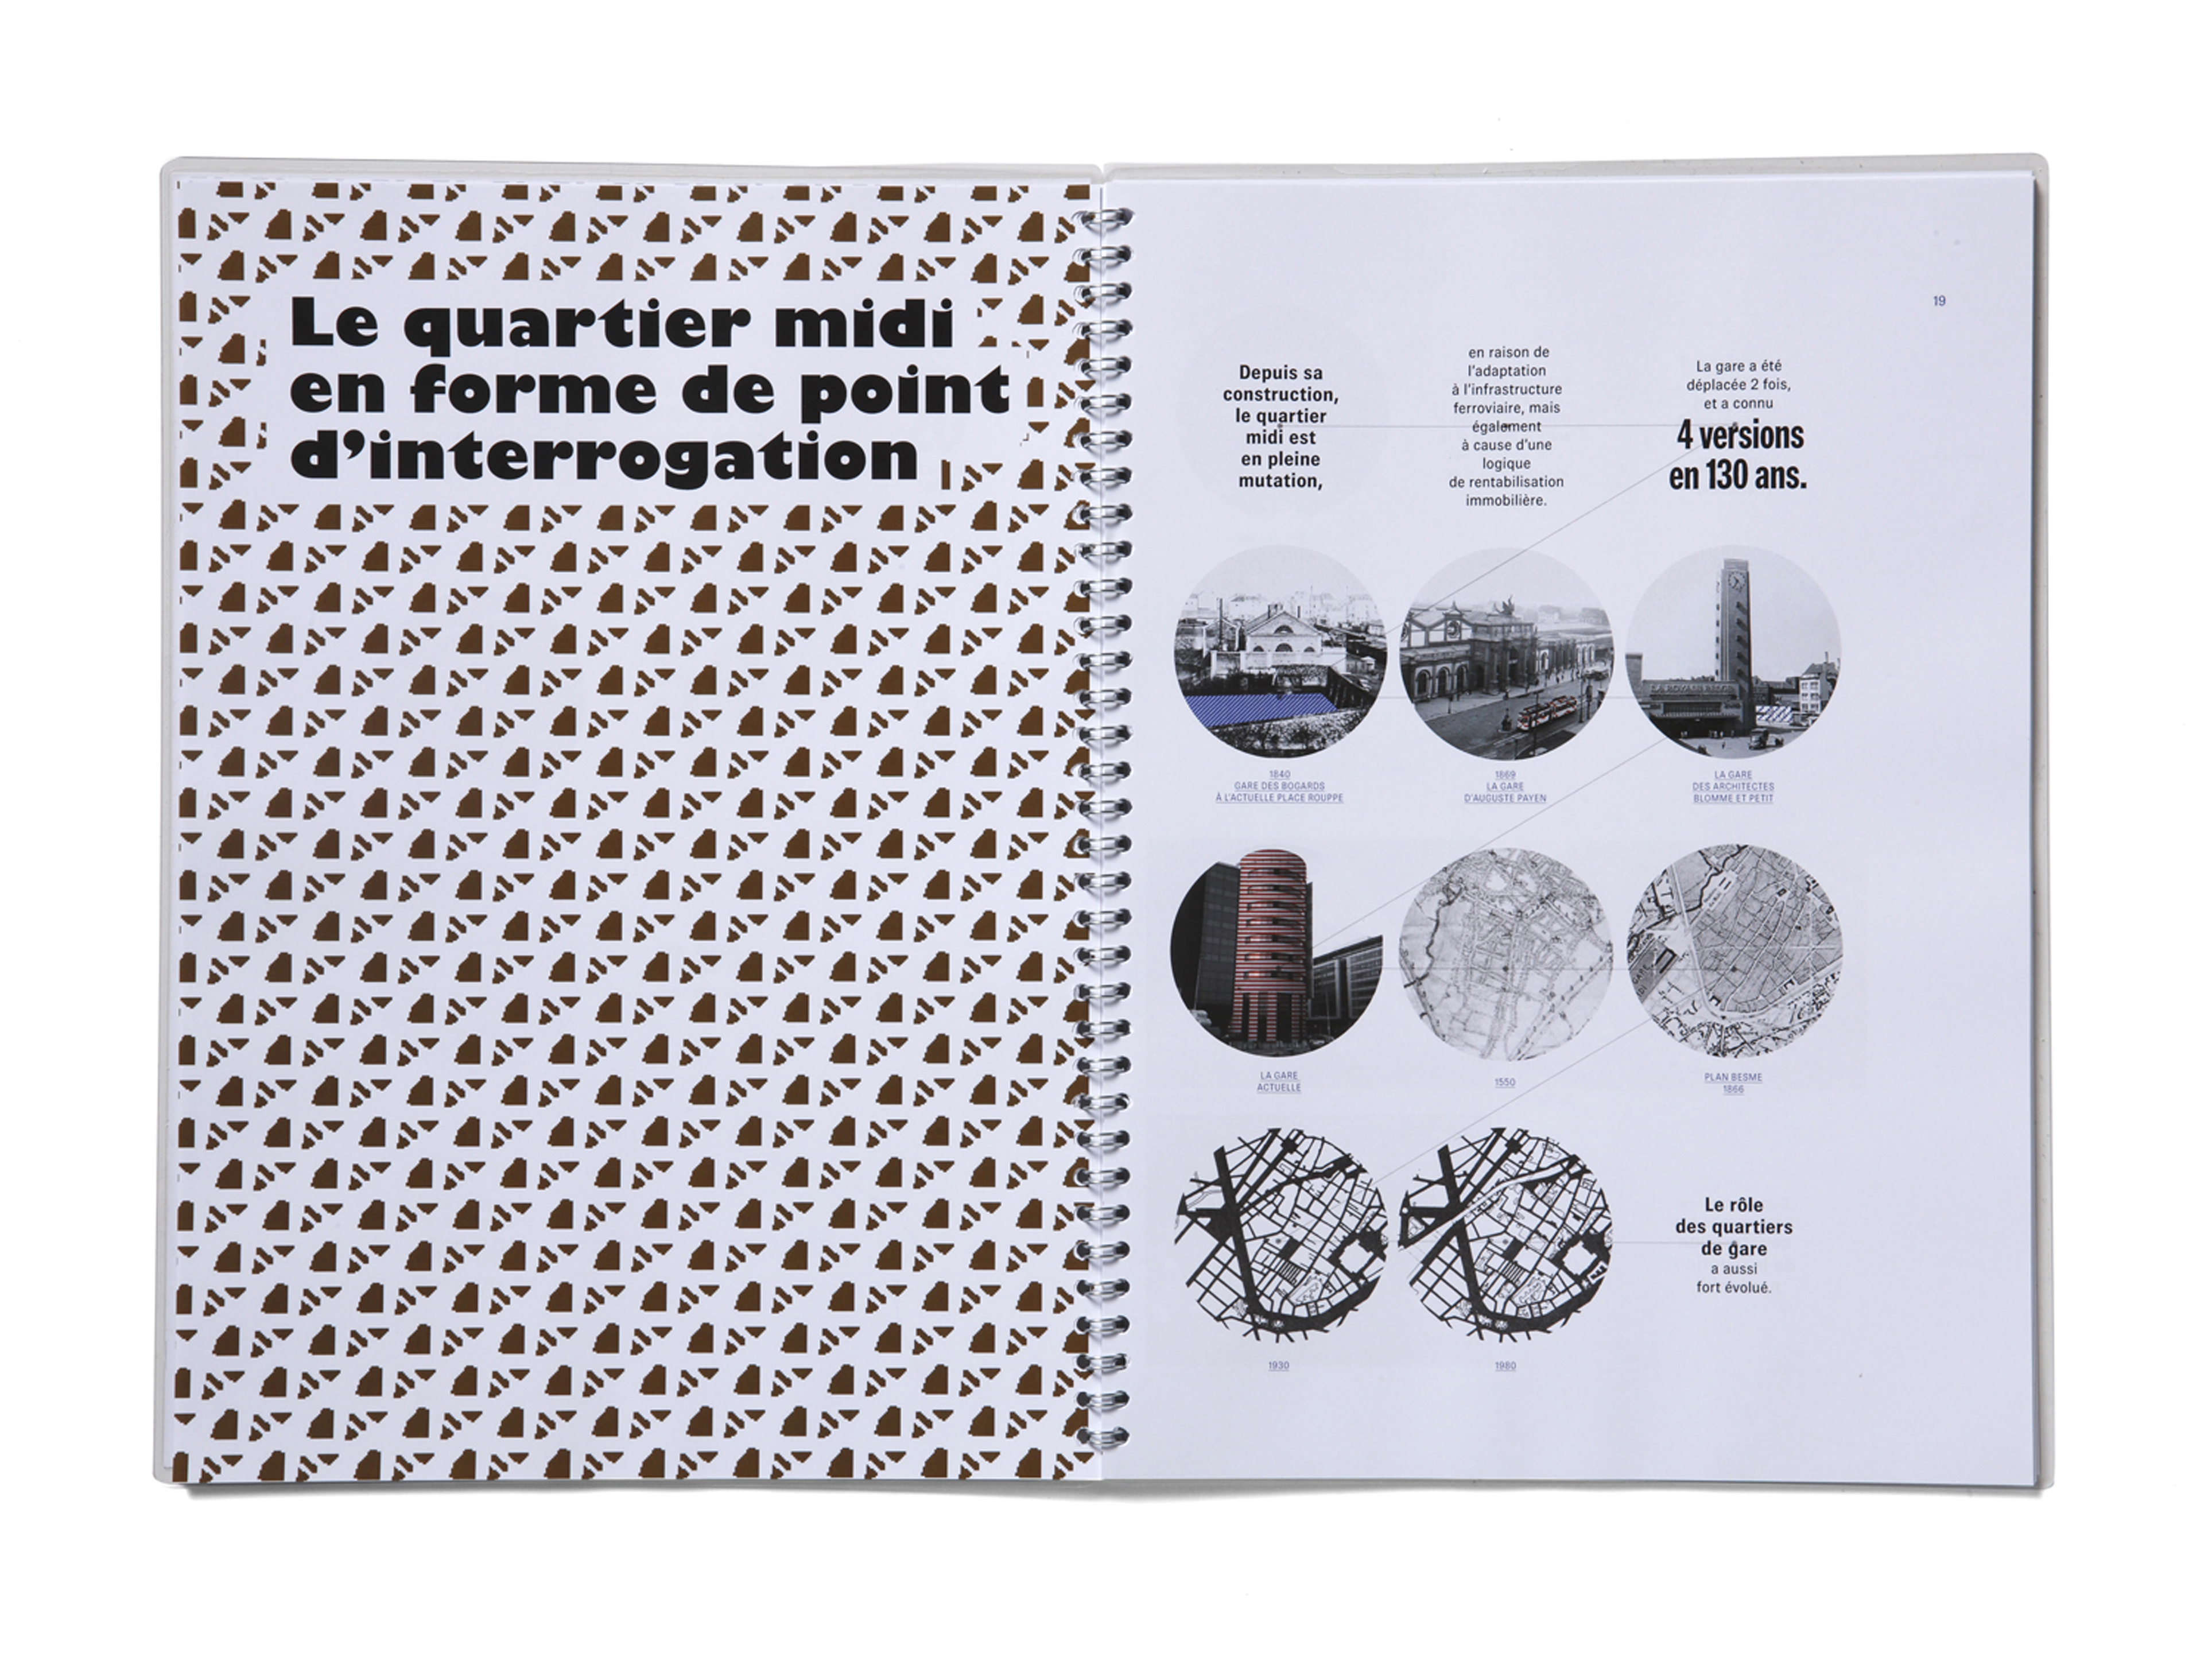 Le quartier midi
en forme de point
d’interrogation
19
Depuis sa
construction,
le quartier
midi est
en pleine
mutation,
en raison de
l’adaptation
à l’infrastructure
ferroviaire, mais
également
à cause d’une
logique
de rentabilisation
immobilière.
La gare a été
déplacée 2 fois,
et a connu
4 versions
en 130 ans.
1840
GARE DES BOGARDS
À L’ACTUELLE PLACE ROUPPE
1869
LA GARE
D’AUGUSTE PAYEN
LA GARE
DES ARCHITECTES
BLOMME ET PETIT
LA GARE
ACTUELLE
1550
PLAN BESME
1866
1930
1980
Le rôle
des quartiers
de gare
a aussi
fort évolué.